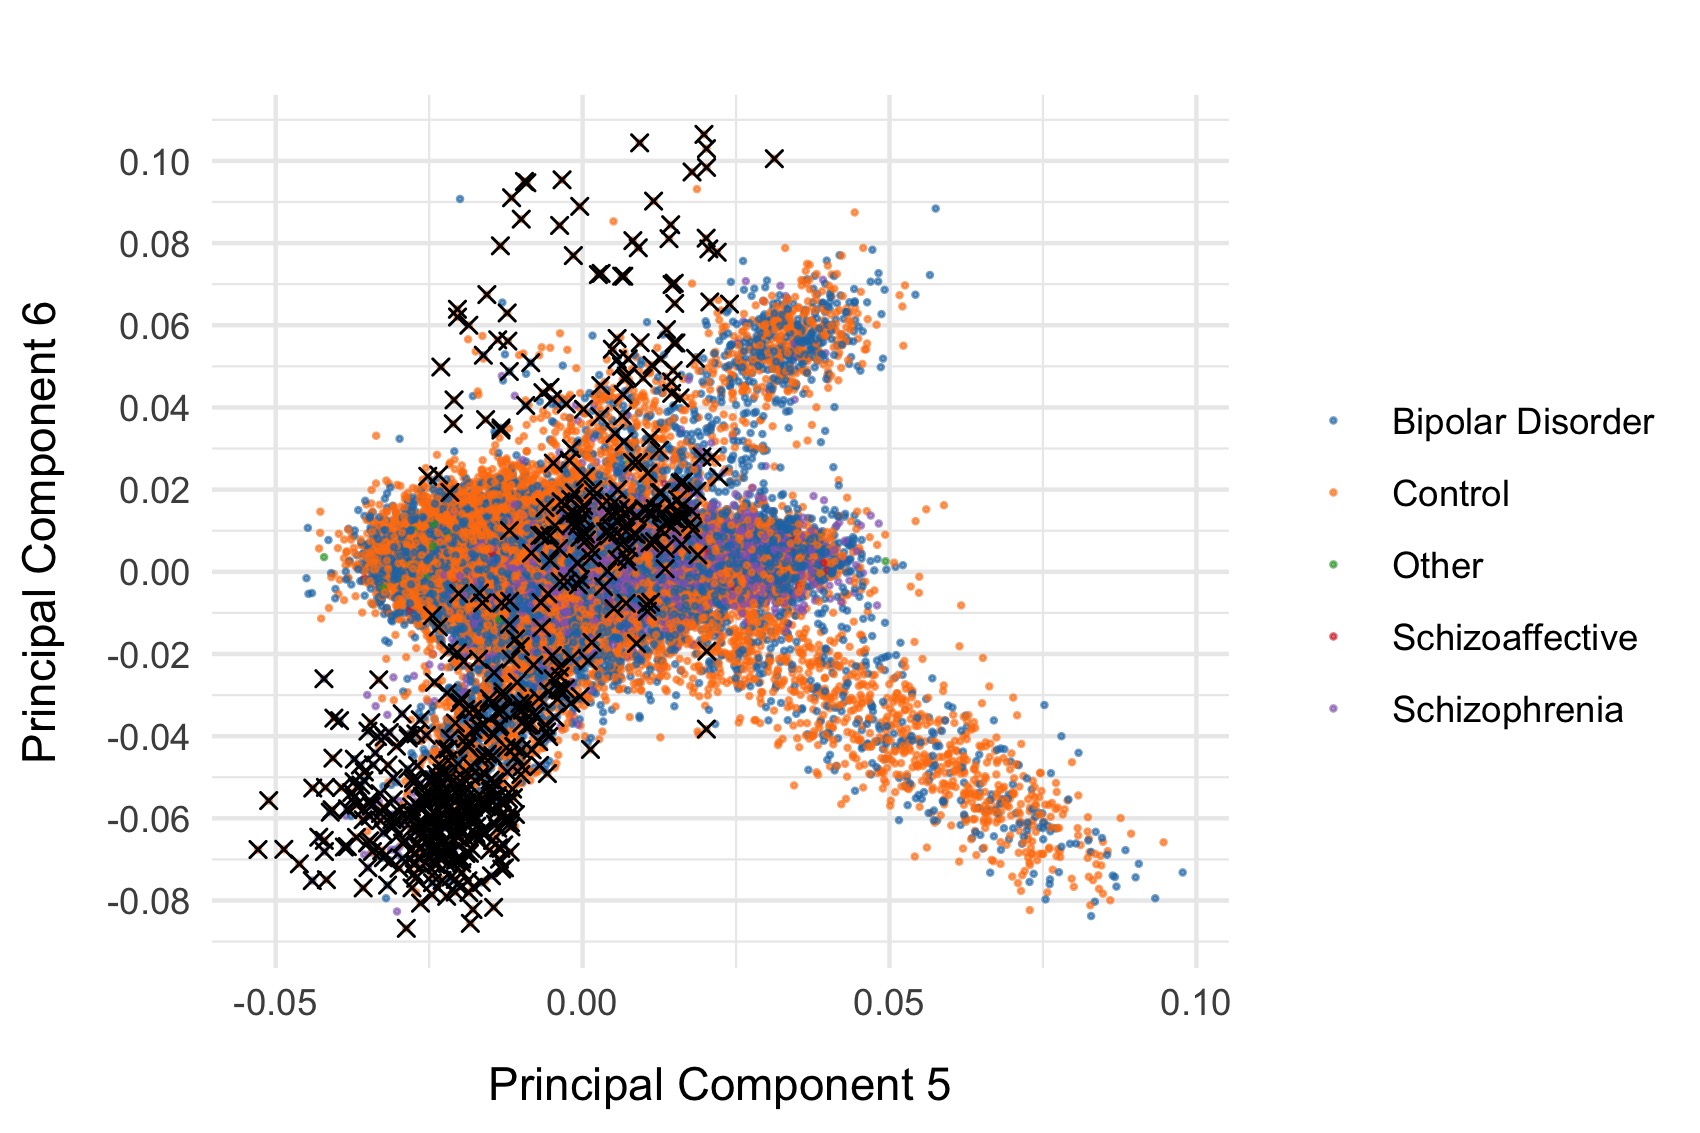 0.10
0.08
0.06
0.04
0.02
0.00
-0.02
-0.04
-0.06
-0.08
-0.05
0.00
0.05
0.10
Principal Component 5
Principal Component 6
Bipolar Disorder
Control
Other
Schizoaffective
Schizophrenia